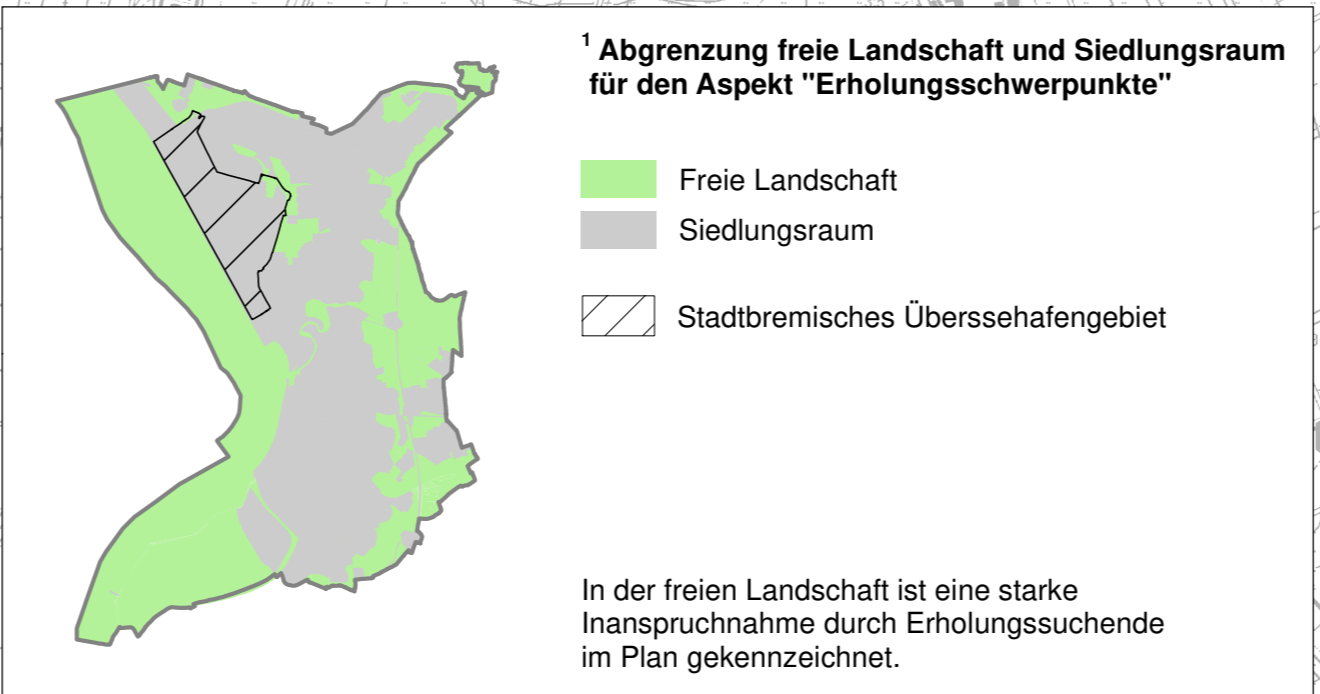 ¹ Abgrenzung freie Landschaft und Siedlungsraum
für den Aspekt "Erholungsschwerpunkte"
Freie Landschaft
Siedlungsraum
Stadtbremisches Überssehafengebiet
In der freien Landschaft ist eine starke
Inanspruchnahme durch Erholungssuchende
im Plan gekennzeichnet.